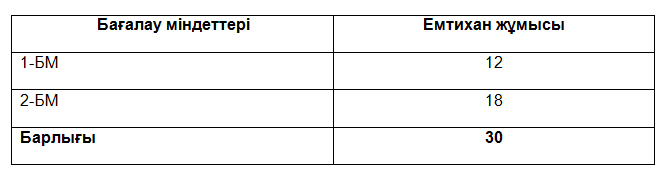 Бағалау міндеттері Емтихан жұмысы
1-БМ 12
2-БМ 18
Барлығы 30